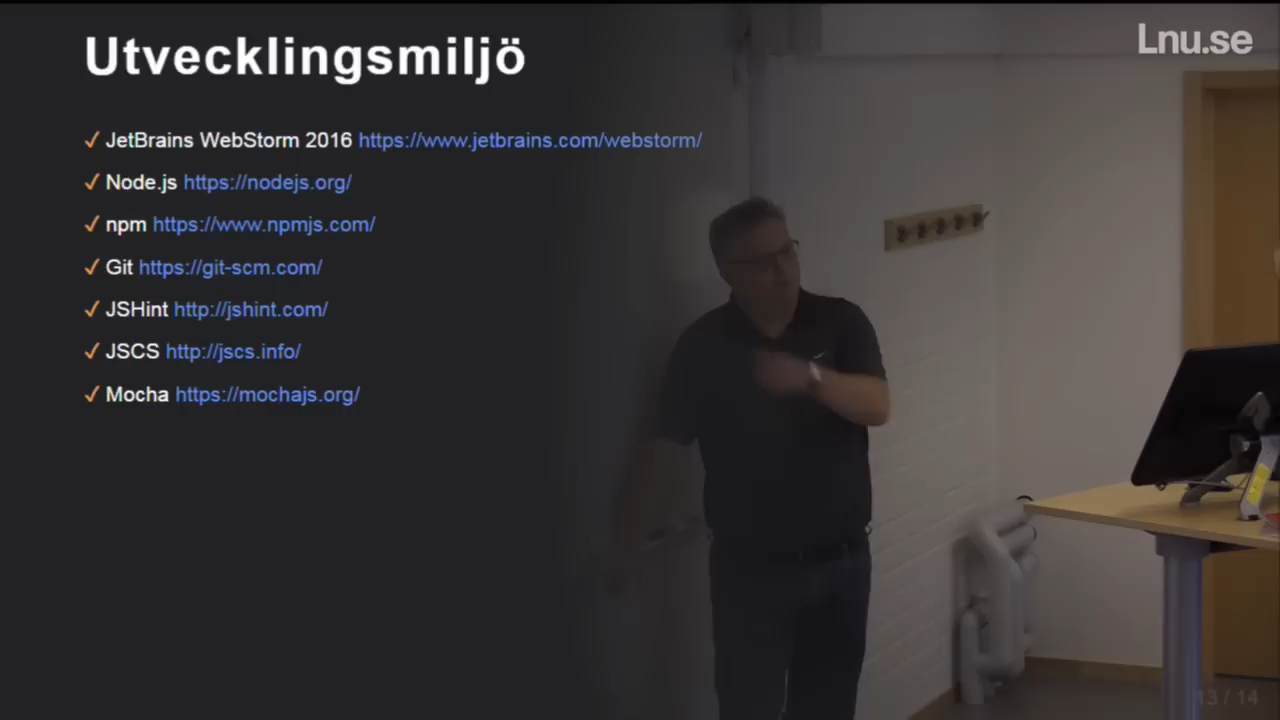 Utvecklingsmiljö
Lnu.se
✓ JetBrains WebStorm 2016 https://www.jetbrains.com/webstorm/
✓ Node.js https://nodejs.org/
✓ npm https://www.npmjs.com/
✓ Git https://git-scm.com/
✓ JSHint http://jshint.com/
✓ JSCS http://jscs.info/
✓ Mocha https://mochajs.org/
13 / 14